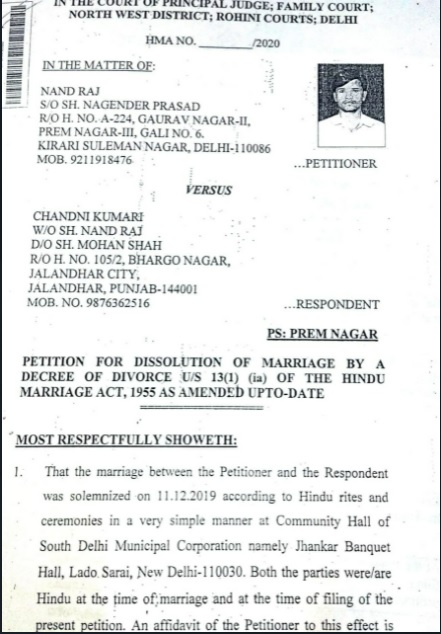 IN THE COURT OF PRINCIPAL JUDGE; FAMILY COURT;
NORTH WEST DISTRICT; ROHINI COURTS; DELHI
HMA NO. ________/2020
IN THE MATTER OF:
NAND RAJ
S/O SH. NAGENDER PRASAD
R/O H. NO. A-224, GAURAV NAGAR-II,
PREM NAGAR-III, GALI NO. 6.
KIRARI SULEMAN NAGAR, DELHI-110086
MOB. 9211918476
...PETITIONER
VERSUS
CHANDNI KUMARI
W/O SH. NAND RAJ
D/O SH. MOHAN SHAH
R/O H. NO. 105/2, BHARGO NAGAR,
JALANDHAR CITY,
JALANDHAR, PUNJAB-144001
MOB. NO. 9876362516
...RESPONDENT
PS: PREM NAGAR
PETITION FOR DISSOLUTION OF MARRIAGE BY A
DECREE OF DIVORCE U/S 13(1) (ia) OF THE HINDU
MARRIAGE ACT, 1955 AS AMENDED UPTO-DATE
MOST RESPECTFULLY SHOWETH:
1. That the marriage between the Petitioner and the Respondent
was solemnized on 11.12.2019 according to Hindu rites and
ceremonies in a very simple manner at Community Hall of
South Delhi Municipal Corporation namely Jhankar Banquet
Hall, Lado Sarai, New Delhi-110030. Both the parties were/are
Hindu at the time of marriage and at the time of filing of the
present petition. An affidavit of the Petitioner to this effect is